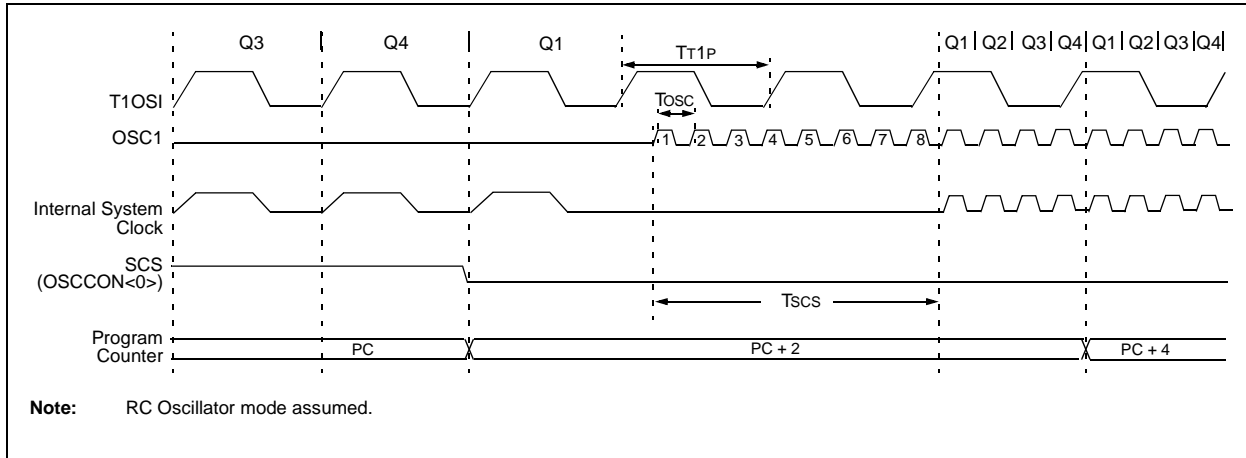 Q3 Q4 Q1 Q1 Q2 Q3 Q4 Q1 Q2 Q3 Q4
TT1P
T1OSI
TOSC
OSC1
1 2 3 4 5 6 7 8
Internal System
Clock
SCS
(OSCCON<0>)
TSCS
Program
Counter
PC PC + 2 PC + 4
Note: RC Oscillator mode assumed.